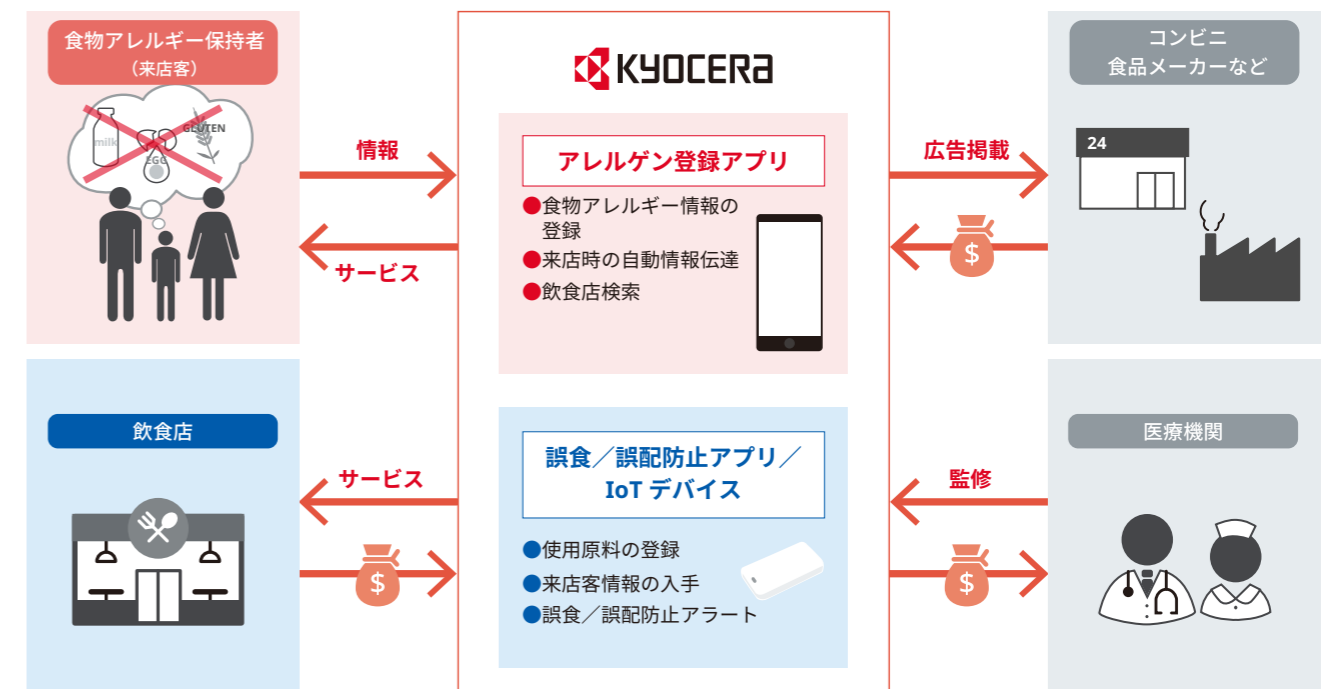 食物アレルギー保持者
（来店客）
milk
EGG
GLUTEN
情報
サービス
飲食店
サービス
$
KYOCERA
アレルゲン登録アプリ
●食物アレルギー情報の
登録
●来店時の自動情報伝達
●飲食店検索
誤食／誤配防止アプリ／
IoT デバイス
●使用原料の登録
●来店客情報の入手
●誤食／誤配防止アラート
コンビニ
食品メーカーなど
24
広告掲載
$
医療機関
監修
$